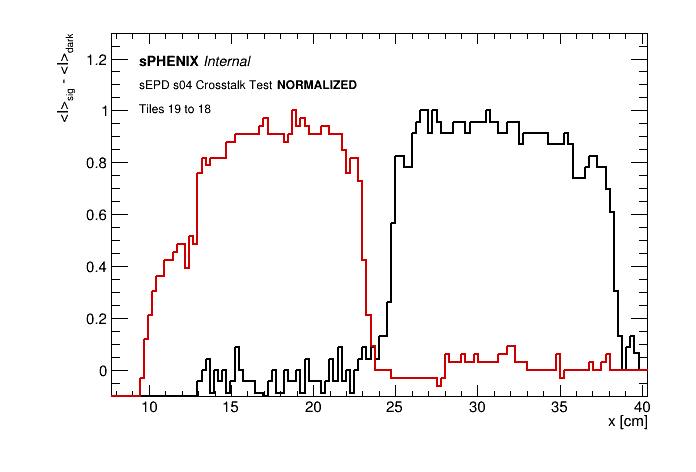 <I>sig - <I>dark
sPHENIX Internal
sEPD s04 Crosstalk Test NORMALIZED
Tiles 19 to 18
1.2
1
0.8
0.6
0.4
0.2
0
10 15 20 25 30 35 40
x [cm]